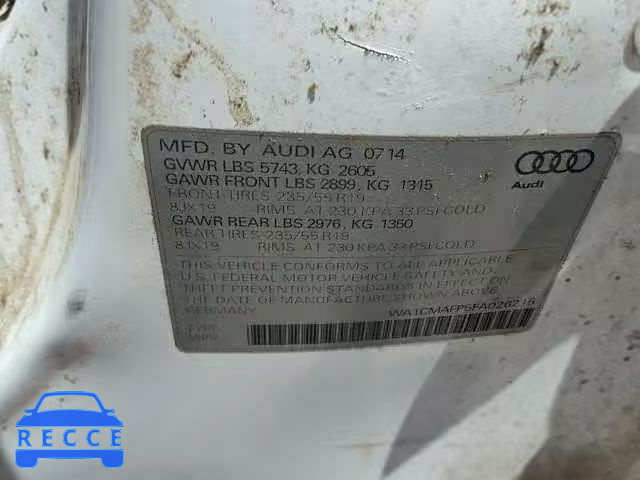 MFD. BY AUDI AG 0714
GVWR LBS 5743, KG 2605
GAWR FRONT LBS 2899, KG 1315
FRONT TIRES 235/55 R19
8JX19 RIMS AT 230 KPA 33 PSI COLD
GAWR REAR LBS 2976, KG 1350
REAR TIRES 235/55 R19
8JX19 RIMS AT 230 KPA 33 PSI COLD
THIS VEHICLE CONFORMS TO ALL APPLICABLE
U.S. FEDERAL MOTOR VEHICLE SAFETY AND
THEFT PREVENTION STANDARDS IN EFFECT ON
THE DATE OF MANUFACTURE SHOWN ABOVE
GERMANY
WA1CMAFP5FA026216
TYPE:
MPV
Audi
RECCE